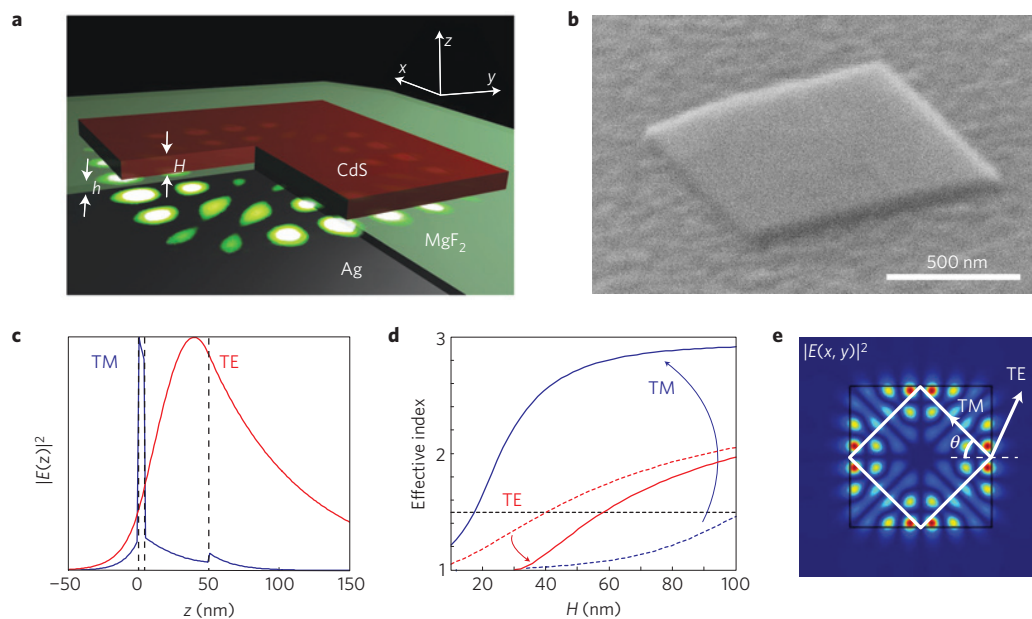 a
z
x
y
CdS
H
h
MgF2
Ag
b
500 nm
c
TM
TE
|E(z)|²
−50
0
50
100
150
z (nm)
d
3
2
1
Effective index
TM
TE
20
40
60
80
100
H (nm)
e
|E(x, y)|²
TE
TM
θ